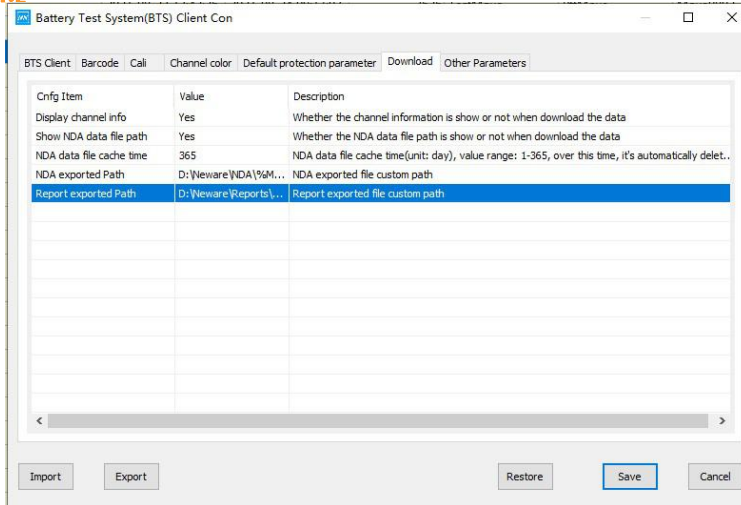 Battery Test System(BTS) Client Con
BTS Client Barcode Cali Channel color Default protection parameter Download Other Parameters
Cnfg Item Value Description
Display channel info Yes Whether the channel information is show or not when download the data
Show NDA data file path Yes Whether the NDA data file path is show or not when download the data
NDA data file cache time 365 NDA data file cache time(unit: day), value range: 1-365, over this time, it's automatically delet..
NDA exported Path D:\Neware\NDA\%M... NDA exported file custom path
Report exported Path D:\Neware\Reports\... Report exported file custom path
Import Export Restore Save Cancel